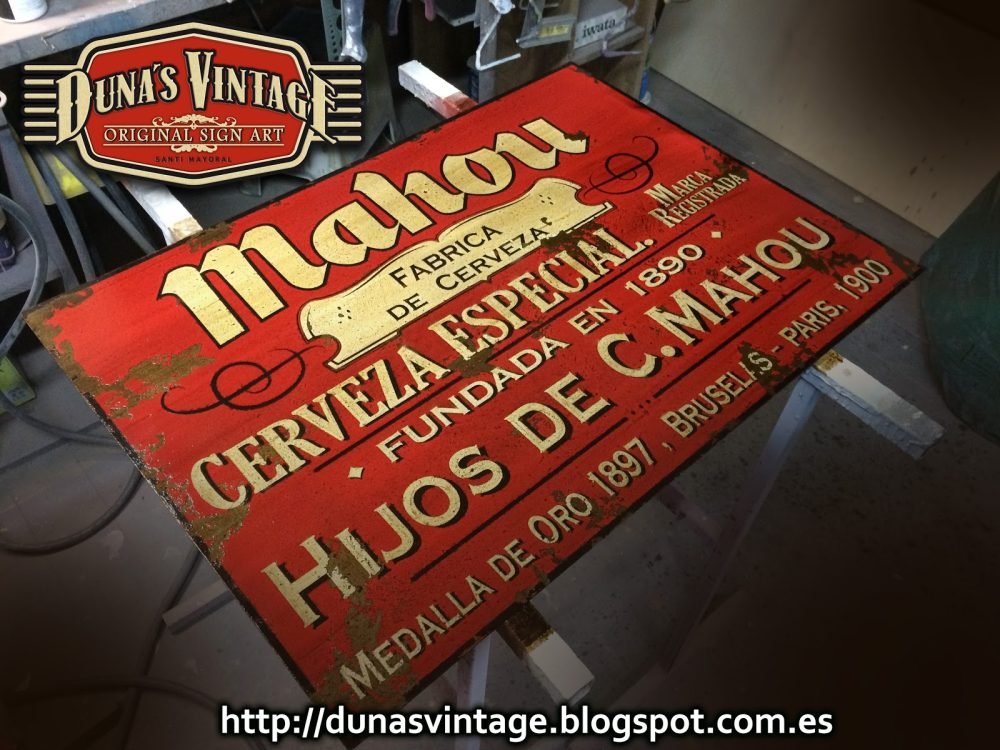 DUNA'S VINTAGE
ORIGINAL SIGN ART
SANTI MAYORAL
iwata
Mahou
FABRICA
DE CERVEZA
MARCA
REGISTRADA
CERVEZA ESPECIAL.
FUNDADA EN 1890
HIJOS DE C.MAHOU
MEDALLA DE ORO 1897, BRUSELAS - PARIS, 1900
http://dunasvintage.blogspot.com.es